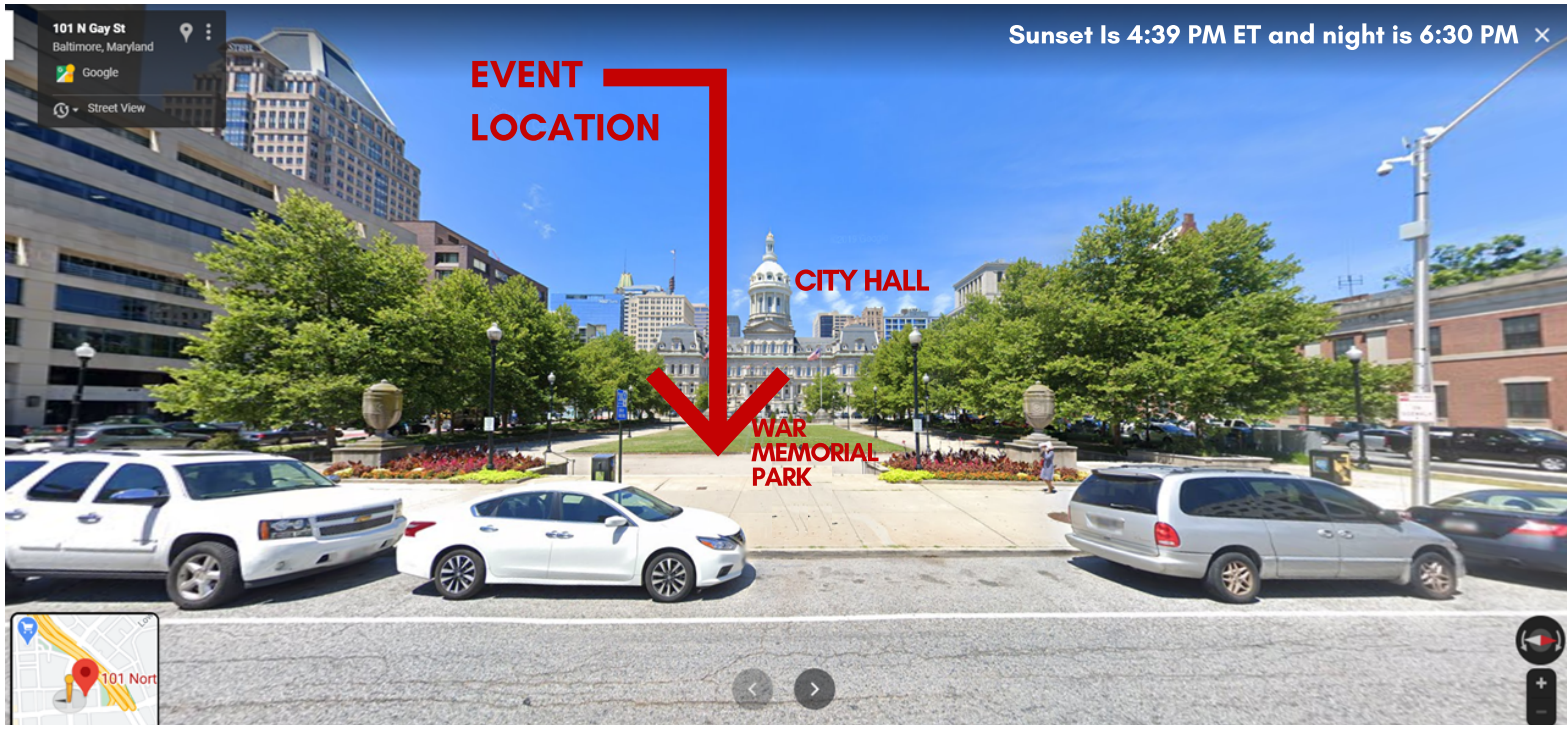 101 N Gay St
Baltimore, Maryland
Google
Street View
Sunset Is 4:39 PM ET and night is 6:30 PM
EVENT
LOCATION
CITY HALL
WAR
MEMORIAL
PARK
101 Nort